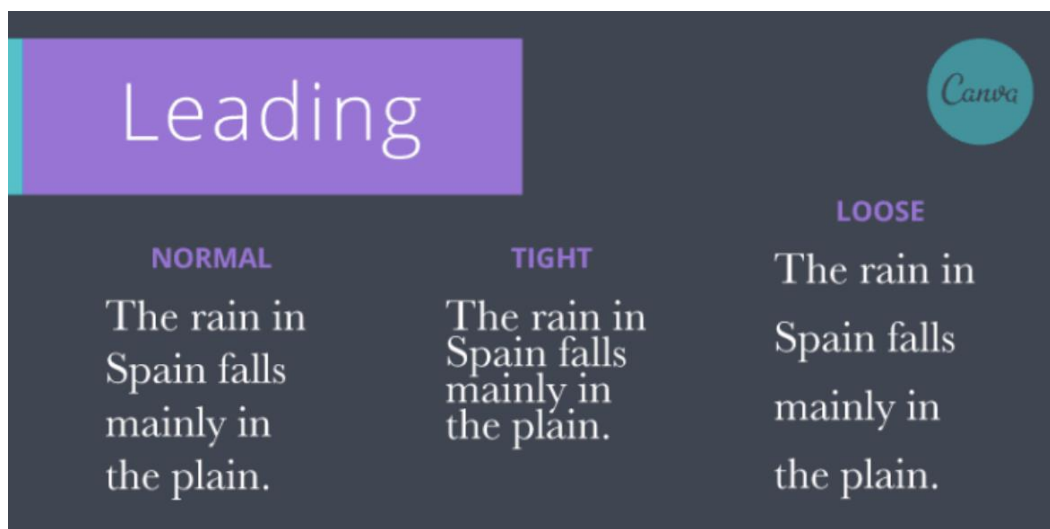 Leading
Canva
NORMAL
The rain in
Spain falls
mainly in
the plain.
TIGHT
The rain in
Spain falls
mainly in
the plain.
LOOSE
The rain in
Spain falls
mainly in
the plain.